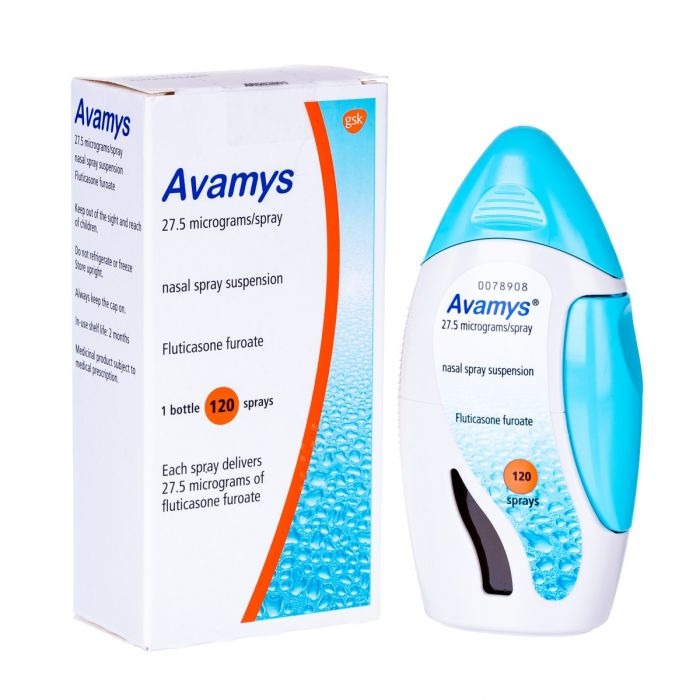 Avamys
27.5 micrograms/spray
nasal spray suspension
Fluticasone furoate
Keep out of the sight and reach
of children.
Do not refrigerate or freeze
Store upright.
Always keep the cap on.
In-use shelf life: 2 months
Medicinal product subject to
medical prescription.
gsk
Avamys
27.5 micrograms/spray
nasal spray suspension
Fluticasone furoate
1 bottle 120 sprays
Each spray delivers
27.5 micrograms of
fluticasone furoate
0078908
Avamys®
27.5 micrograms/spray
nasal spray suspension
Fluticasone furoate
120
sprays